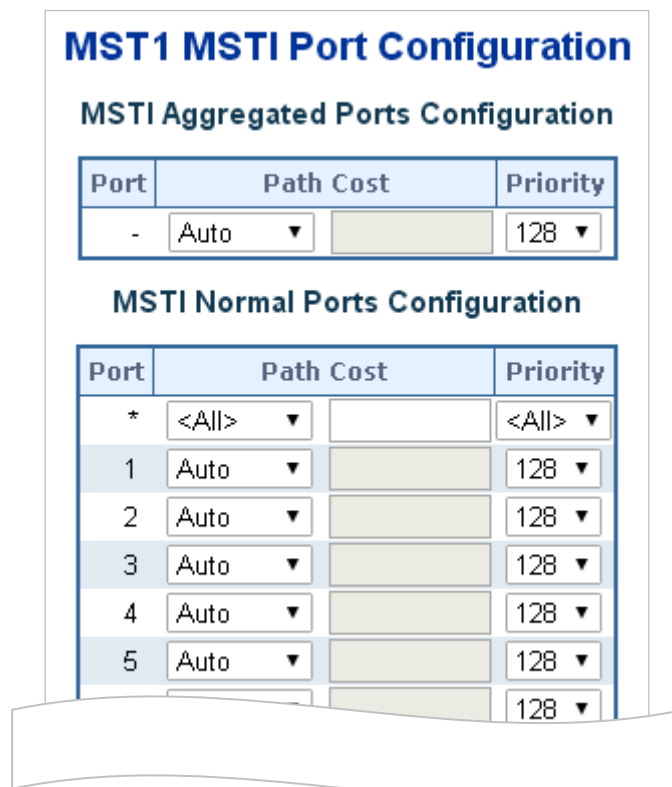 MST1 MSTI Port Configuration
MSTI Aggregated Ports Configuration
Port Path Cost Priority
- Auto 128
MSTI Normal Ports Configuration
Port Path Cost Priority
* <All> <All>
1 Auto 128
2 Auto 128
3 Auto 128
4 Auto 128
5 Auto 128
128